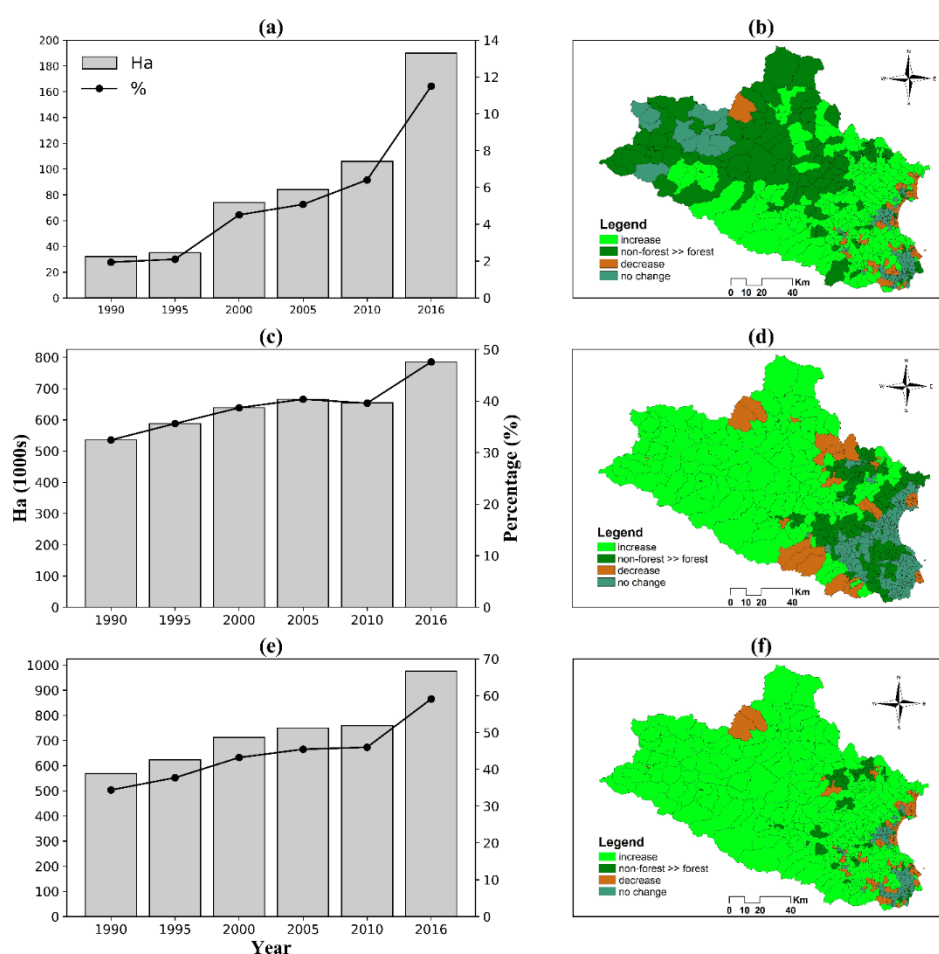 (a)
200
180
160
140
120
100
80
60
40
20
0
14
12
10
8
6
4
2
0
Ha
%
1990 1995 2000 2005 2010 2016
(b)
N
W E
S
Legend
increase
non-forest >> forest
decrease
no change
Km
0 10 20 40
(c)
800
700
600
500
400
300
200
100
0
50
40
30
20
10
0
Ha (1000s)
Percentage (%)
1990 1995 2000 2005 2010 2016
(d)
N
W E
S
Legend
increase
non-forest >> forest
decrease
no change
Km
0 10 20 40
(e)
1000
900
800
700
600
500
400
300
200
100
0
70
60
50
40
30
20
10
0
1990 1995 2000 2005 2010 2016
Year
(f)
N
W E
S
Legend
increase
non-forest >> forest
decrease
no change
Km
0 10 20 40